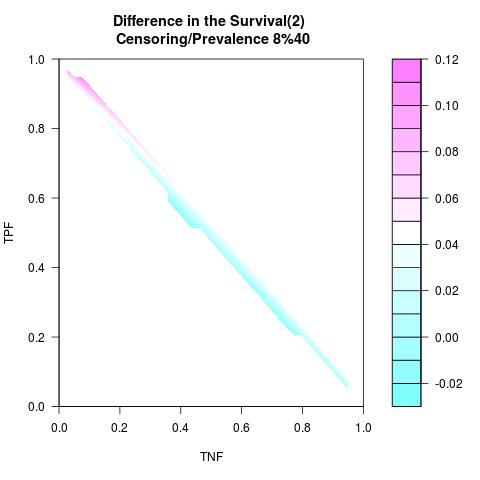 Difference in the Survival(2)
Censoring/Prevalence 8%40
1.0
0.8
0.6
0.4
0.2
0.0
TPF
0.0 0.2 0.4 0.6 0.8 1.0
TNF
0.12
0.10
0.08
0.06
0.04
0.02
0.00
-0.02